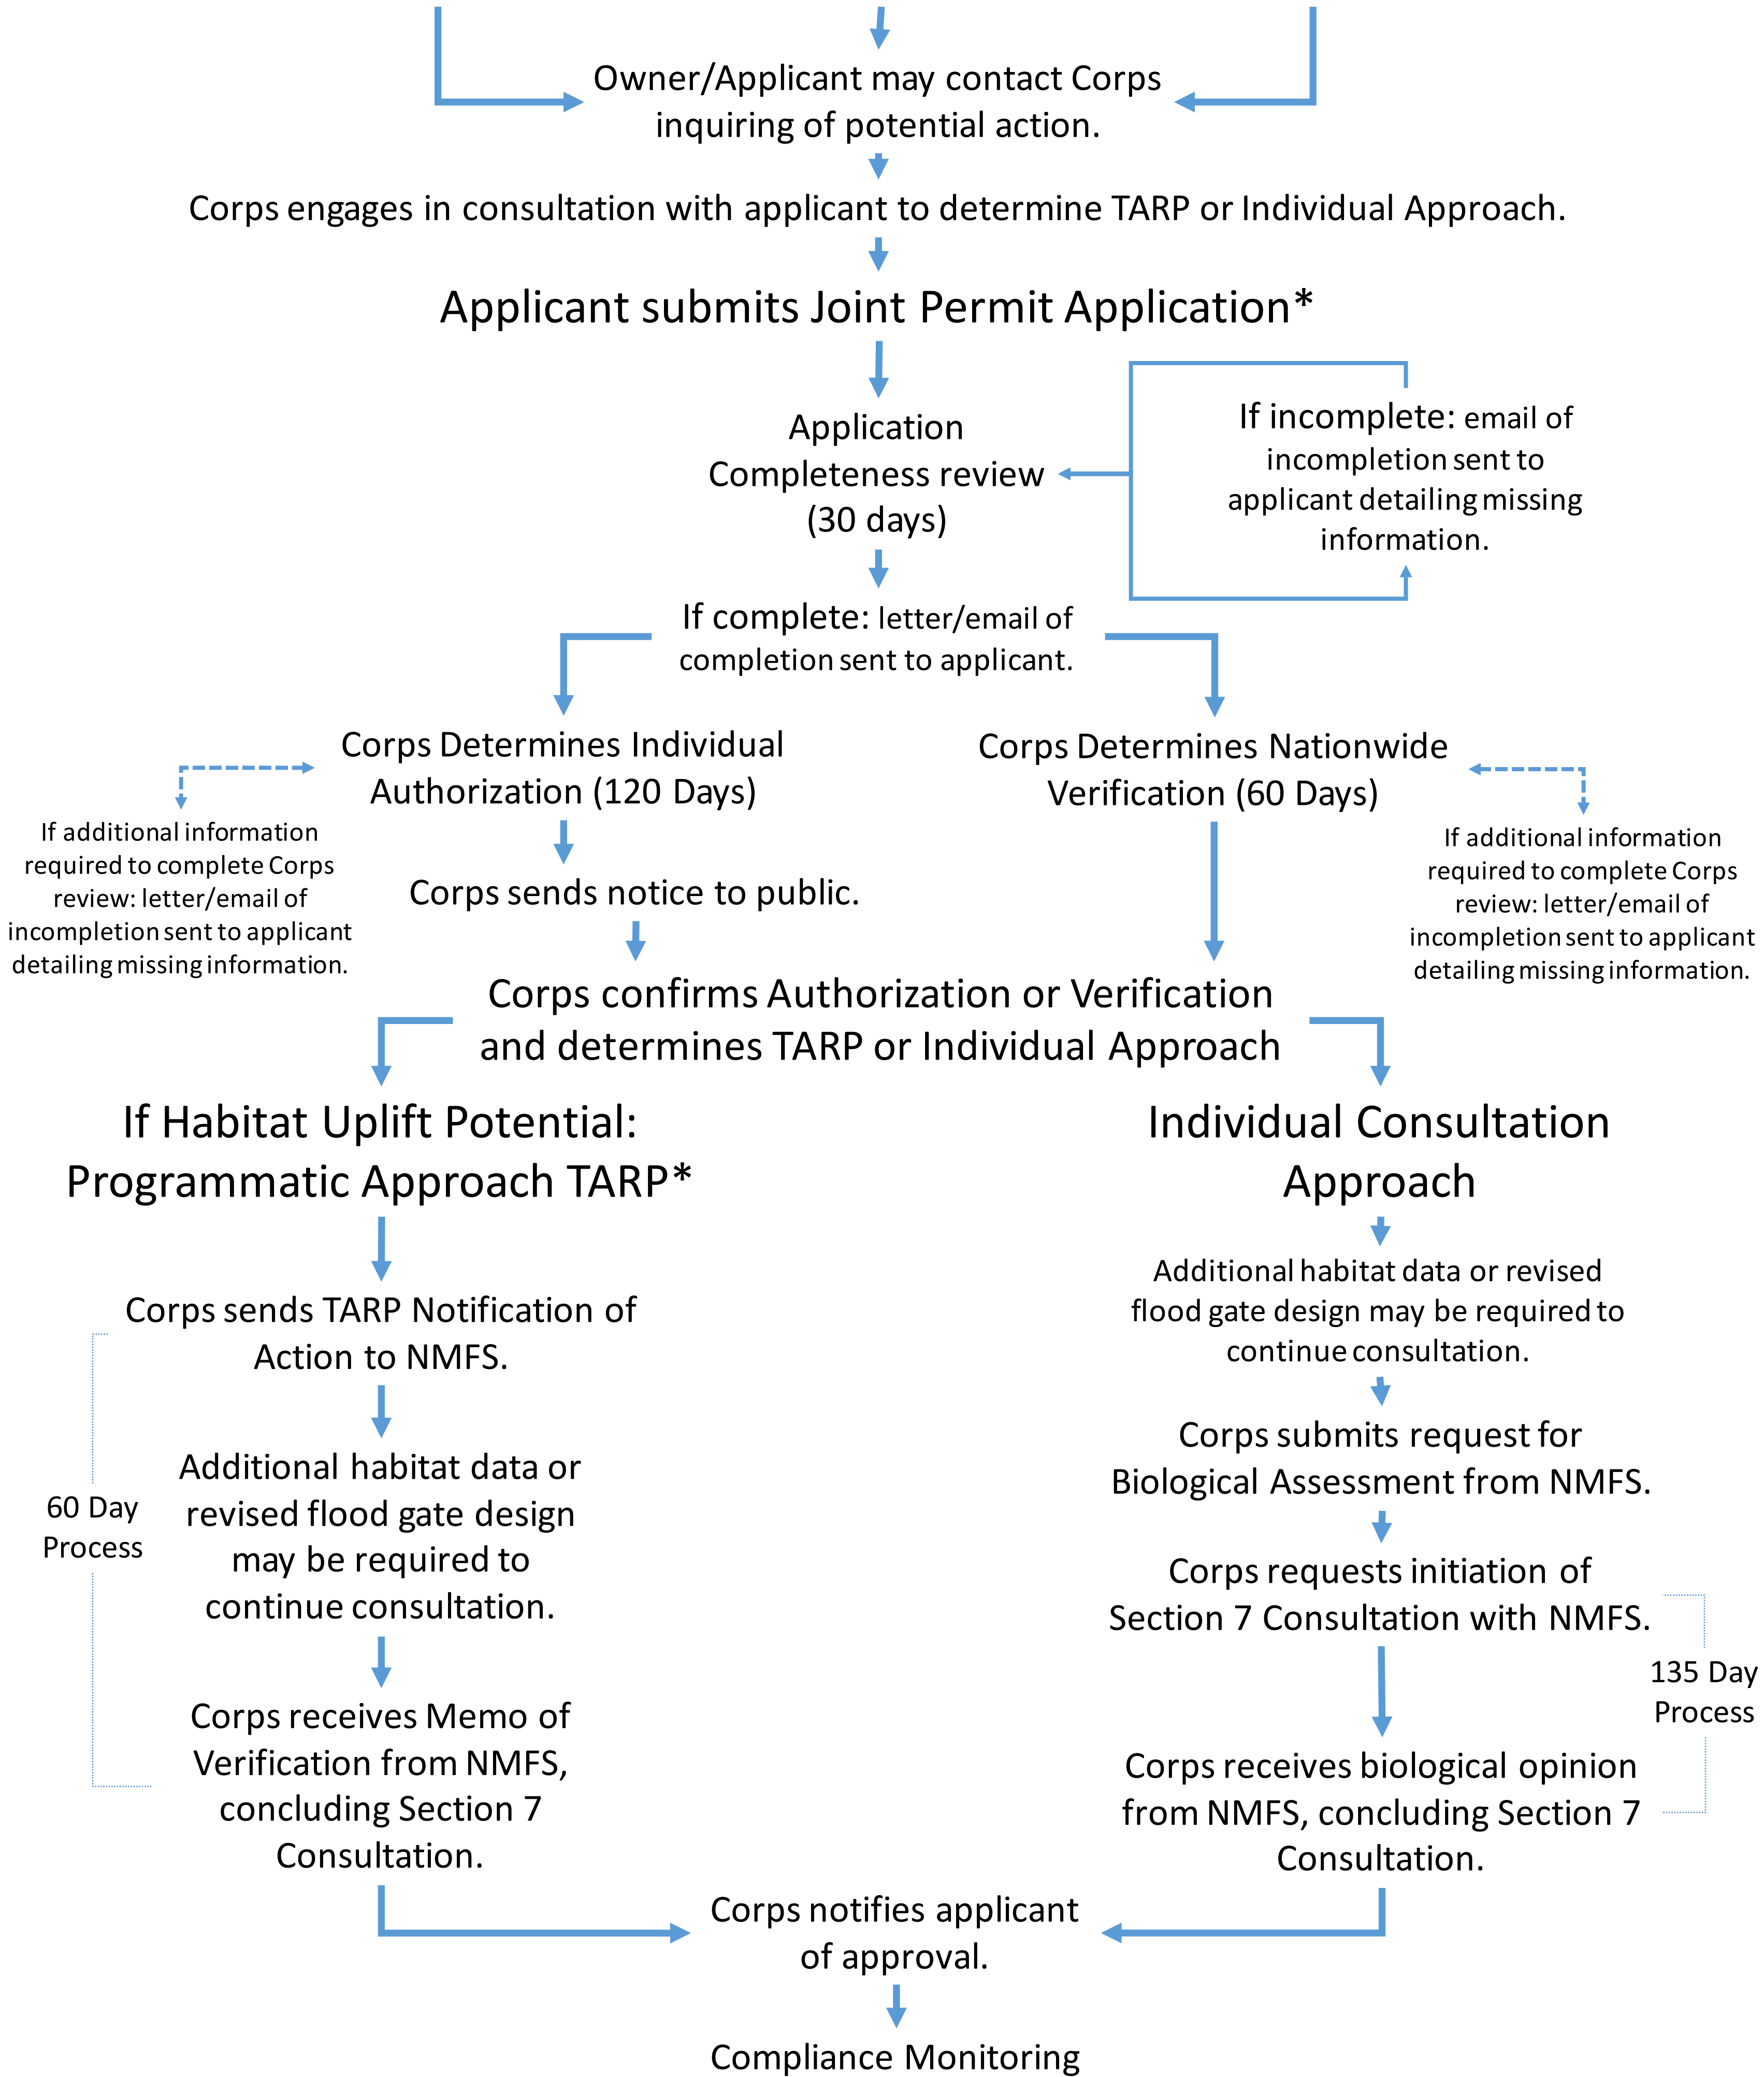 Owner/Applicant may contact Corps
inquiring of potential action.
Corps engages in consultation with applicant to determine TARP or Individual Approach.
Applicant submits Joint Permit Application*
Application
Completeness review
(30 days)
If incomplete: email of
incompletion sent to
applicant detailing missing
information.
If complete: letter/email of
completion sent to applicant.
Corps Determines Individual
Authorization (120 Days)
Corps Determines Nationwide
Verification (60 Days)
If additional information
required to complete Corps
review: letter/email of
incompletion sent to applicant
detailing missing information.
If additional information
required to complete Corps
review: letter/email of
incompletion sent to applicant
detailing missing information.
Corps sends notice to public.
Corps confirms Authorization or Verification
and determines TARP or Individual Approach
If Habitat Uplift Potential:
Programmatic Approach TARP*
Corps sends TARP Notification of
Action to NMFS.
60 Day
Process
Additional habitat data or
revised flood gate design
may be required to
continue consultation.
Corps receives Memo of
Verification from NMFS,
concluding Section 7
Consultation.
Individual Consultation
Approach
Additional habitat data or revised
flood gate design may be required to
continue consultation.
Corps submits request for
Biological Assessment from NMFS.
Corps requests initiation of
Section 7 Consultation with NMFS.
135 Day
Process
Corps receives biological opinion
from NMFS, concluding Section 7
Consultation.
Corps notifies applicant
of approval.
Compliance Monitoring